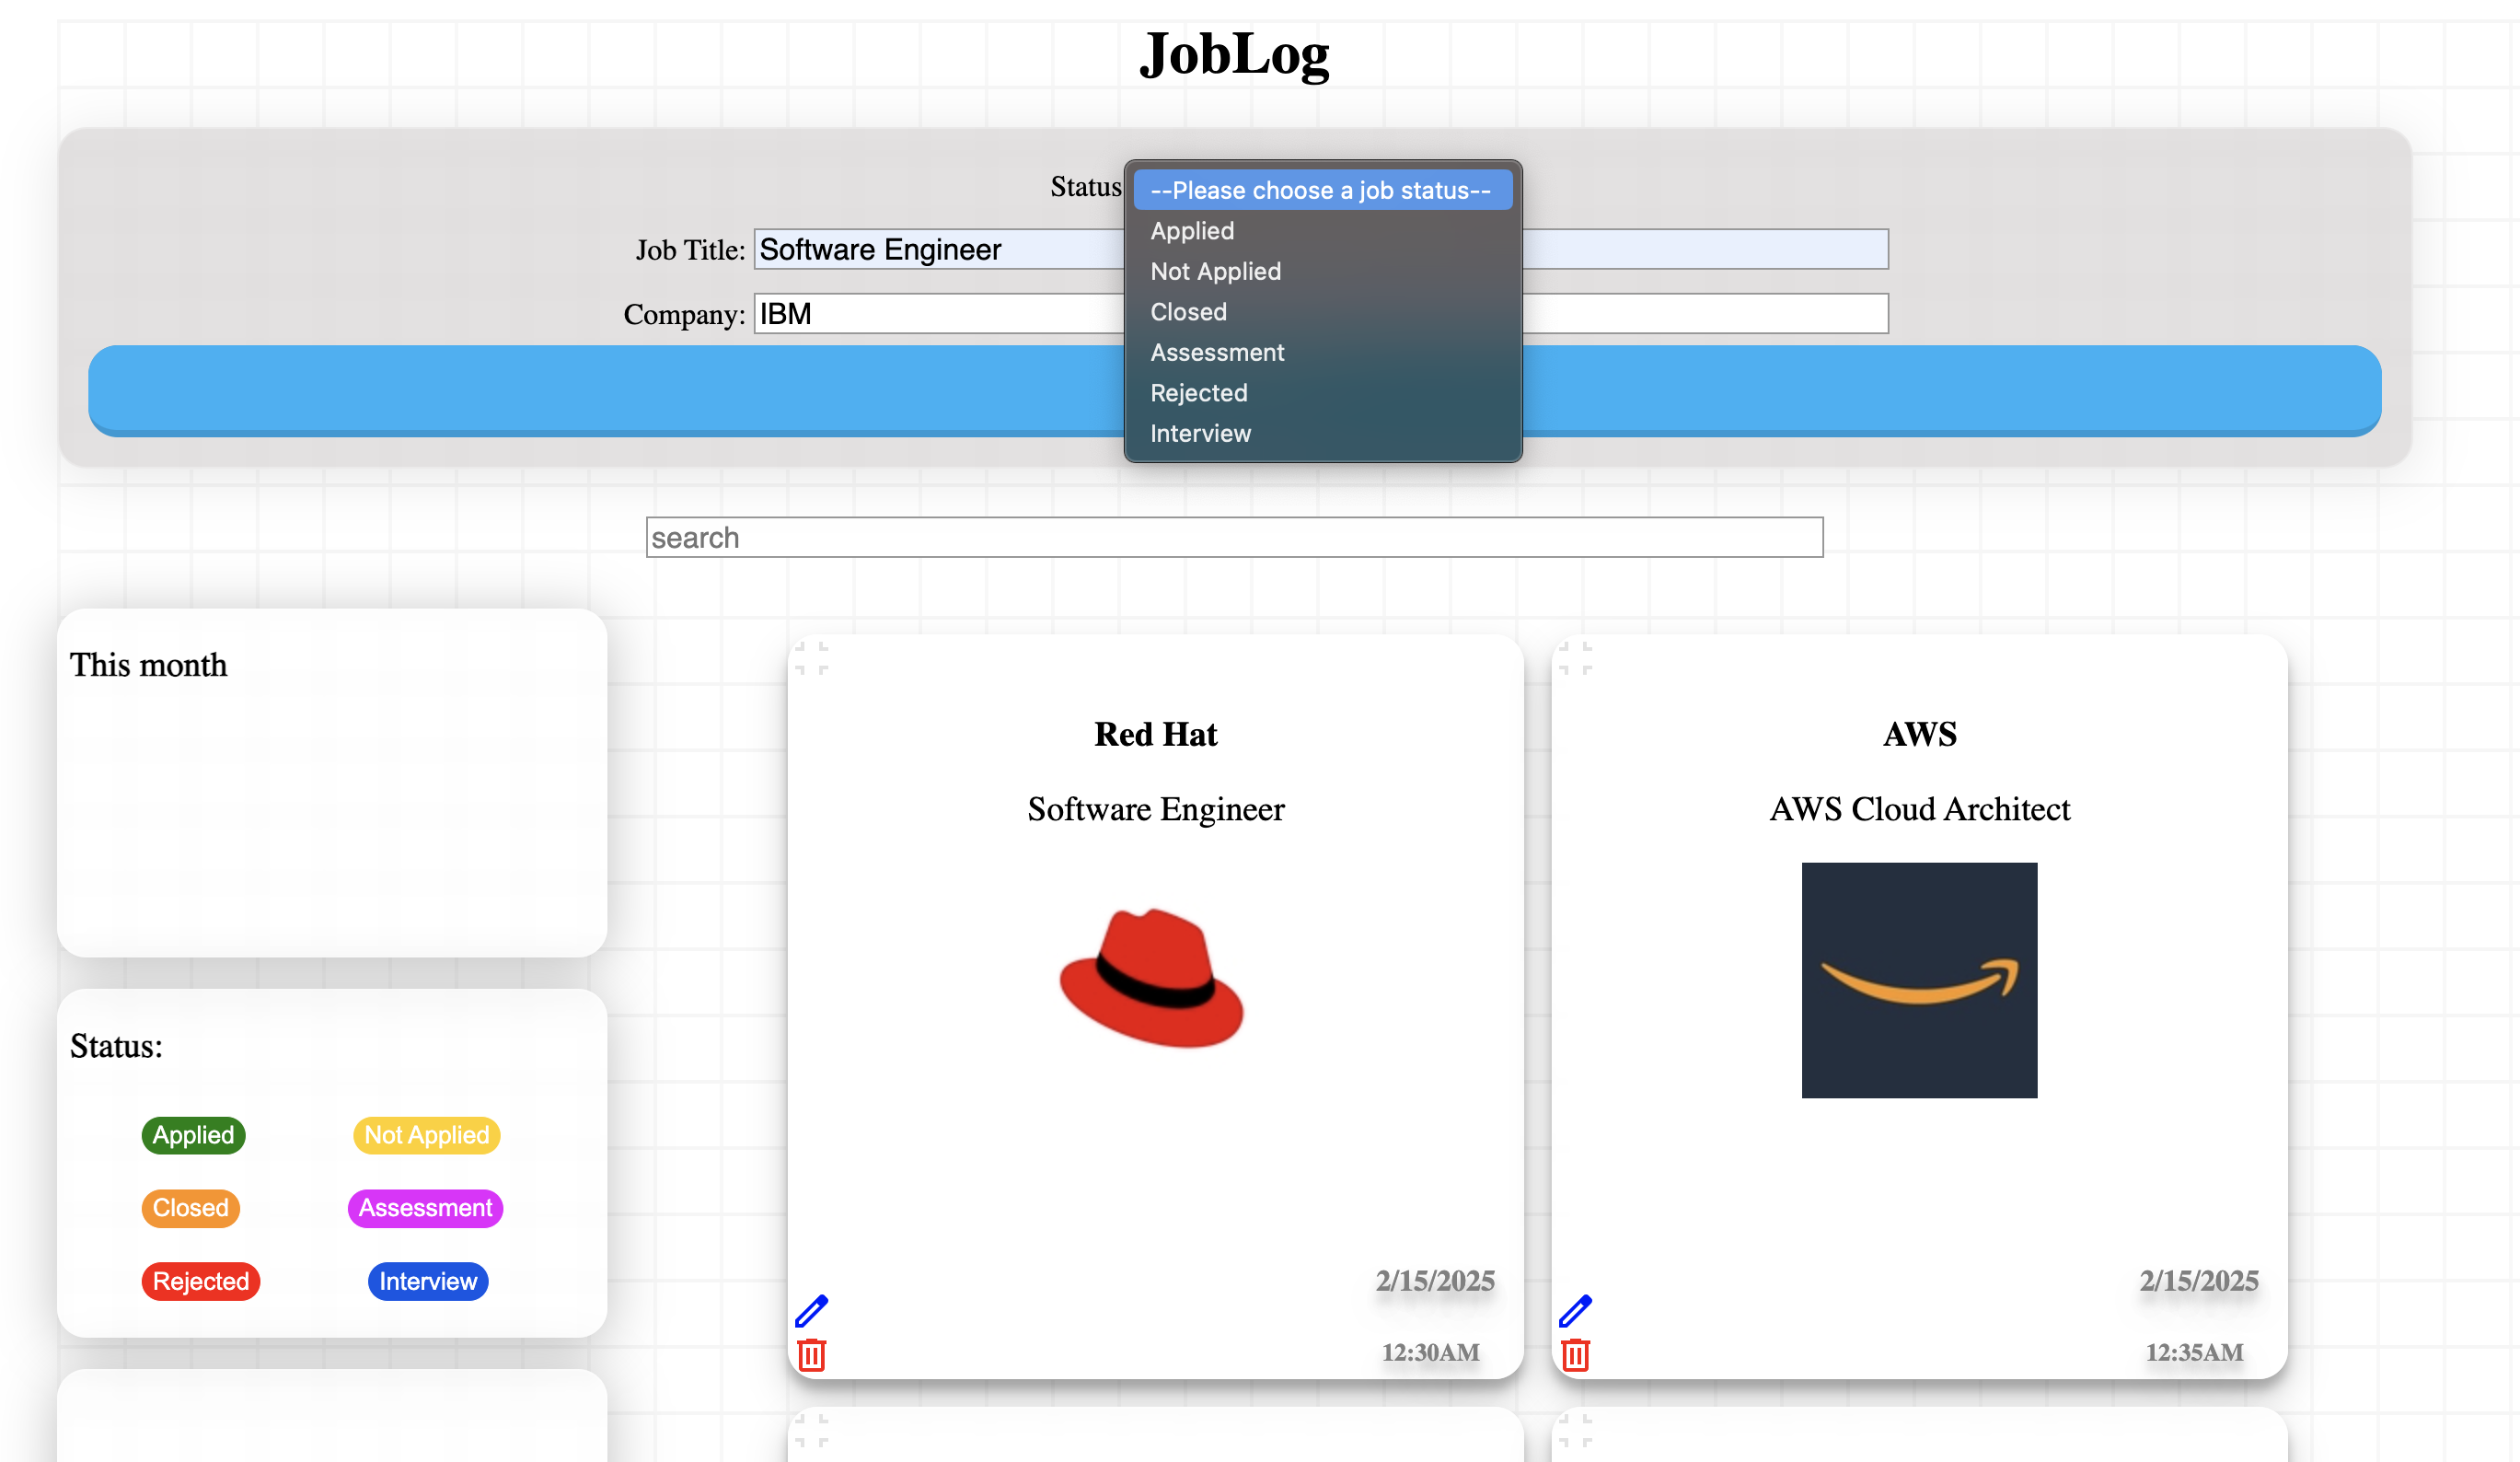 JobLog
Status
--Please choose a job status--
Applied
Not Applied
Closed
Assessment
Rejected
Interview
Job Title: Software Engineer
Company: IBM
search
This month
Status:
Applied Not Applied
Closed Assessment
Rejected Interview
Red Hat
Software Engineer
2/15/2025
12:30AM
AWS
AWS Cloud Architect
2/15/2025
12:35AM